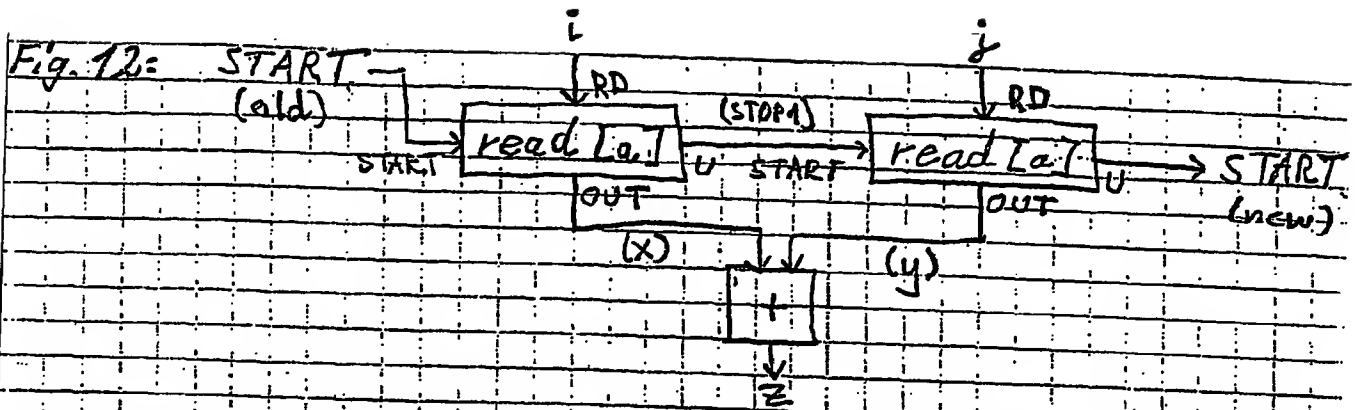 i j
Fig. 12: START RD RD
(old) (STOP1)
START read [a] U START read [a] U START
OUT OUT (new)
(x) (y)
+
Z